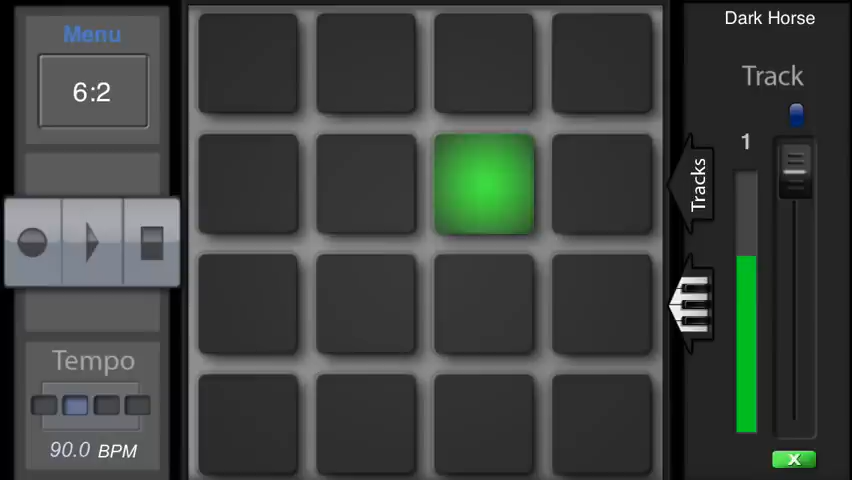 Menu
6:2
Tempo
90.0 BPM
Dark Horse
Track
1
Tracks
X